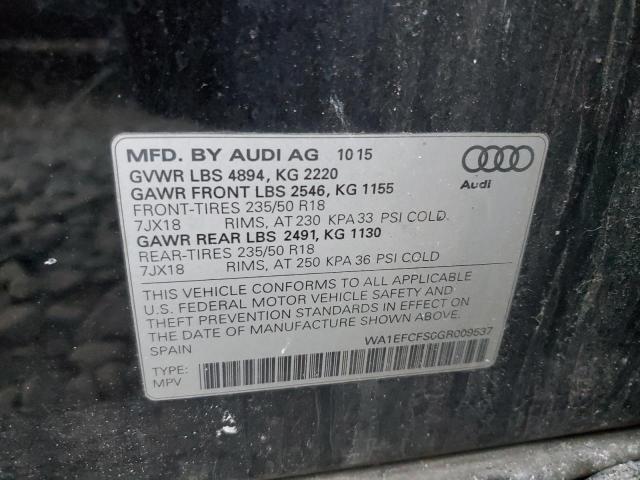 MFD. BY AUDI AG 10 15
GVWR LBS 4894, KG 2220
GAWR FRONT LBS 2546, KG 1155
FRONT-TIRES 235/50 R18
7JX18 RIMS, AT 230 KPA 33 PSI COLD.
GAWR REAR LBS 2491, KG 1130
REAR-TIRES 235/50 R18
7JX18 RIMS, AT 250 KPA 36 PSI COLD
Audi
THIS VEHICLE CONFORMS TO ALL APPLICABLE
U.S. FEDERAL MOTOR VEHICLE SAFETY AND
THEFT PREVENTION STANDARDS IN EFFECT ON
THE DATE OF MANUFACTURE SHOWN ABOVE.
SPAIN
WA1EFCFS0GR009537
TYPE:
MPV